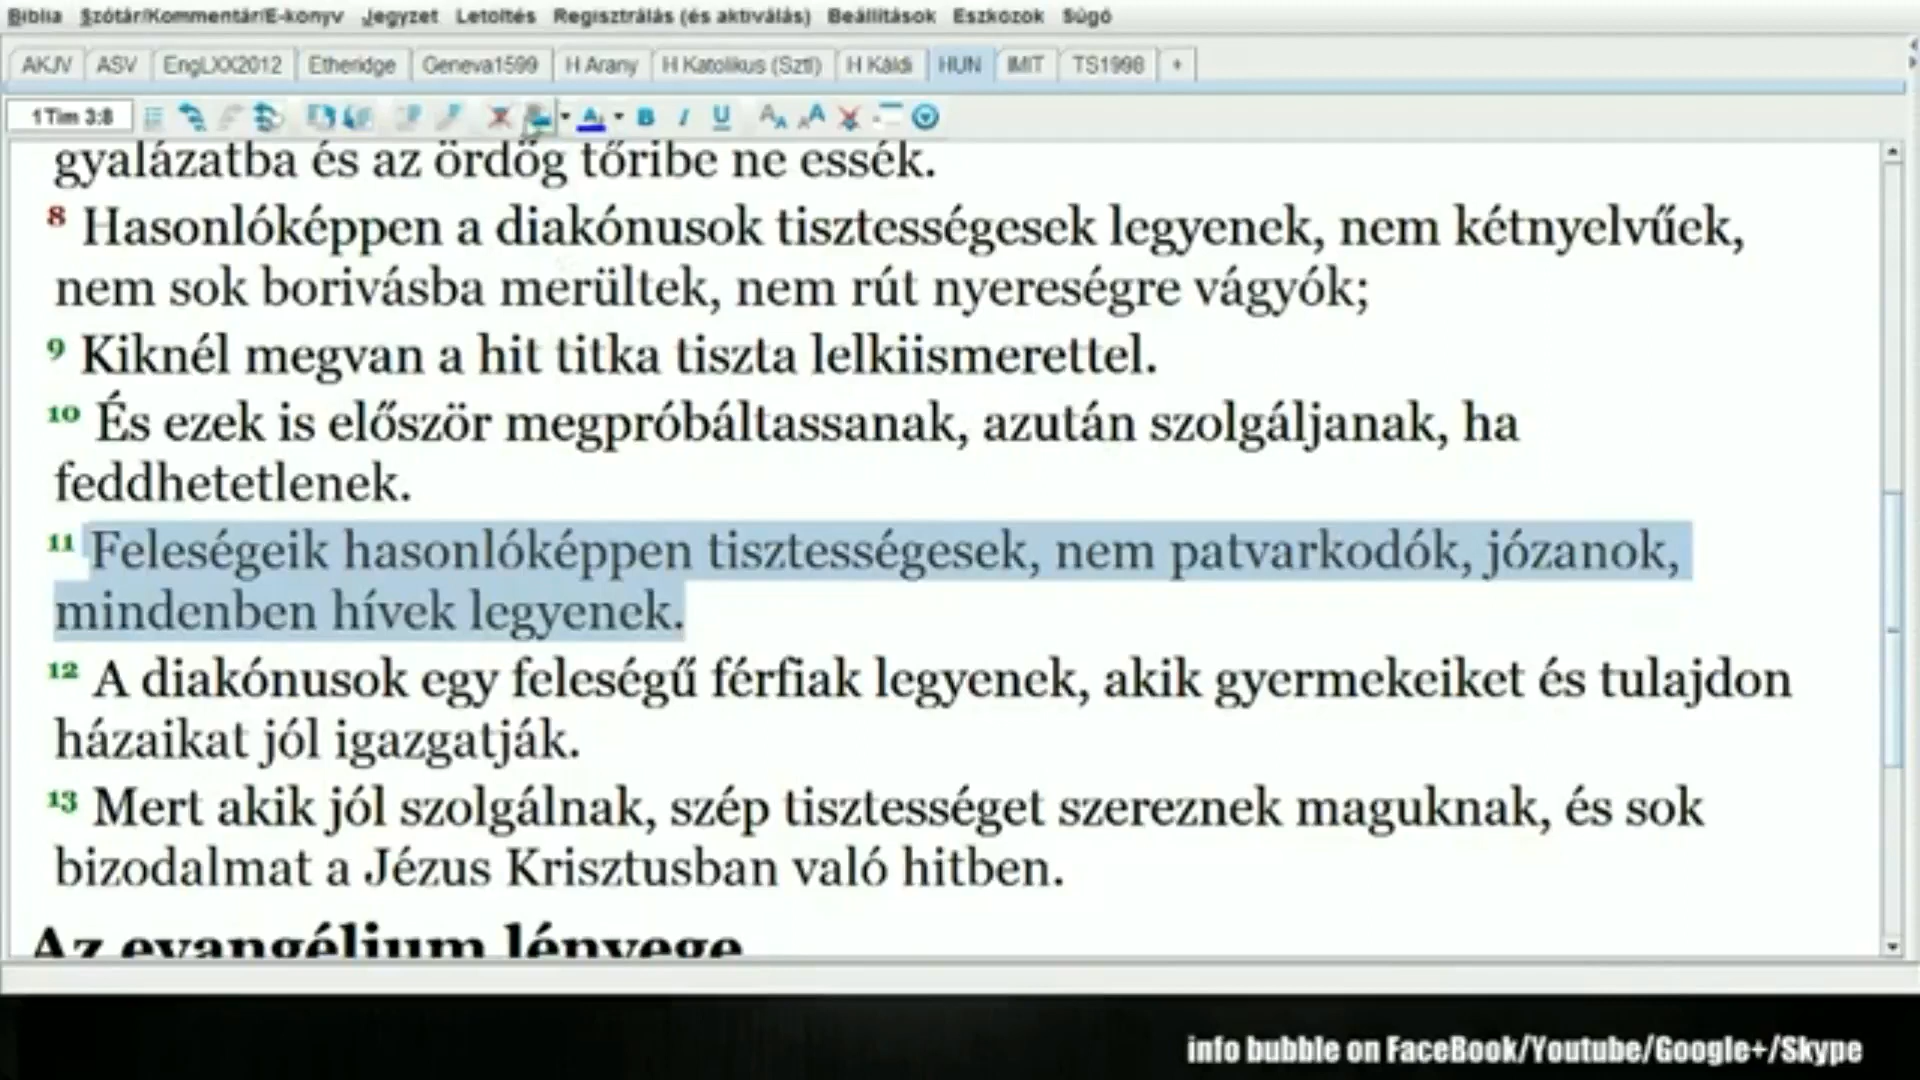 Biblia Szótár/Kommentár/E-könyv Jegyzet Letöltés Regisztrálás (és aktiválás) Beállítások Eszközök Súgó
AKJV ASV EngLXX2012 Etheridge Geneva1599 H Arany H Katolikus (SztI) H Káldi HUN IMIT TS1998 +
1Tim 3:8 B I U
gyalázatba és az ördög tőribe ne essék.
8 Hasonlóképpen a diakónusok tisztességesek legyenek, nem kétnyelvűek,
nem sok borivásba merültek, nem rút nyereségre vágyók;
9 Kiknél megvan a hit titka tiszta lelkiismerettel.
10 És ezek is először megpróbáltassanak, azután szolgáljanak, ha
feddhetetlenek.
11 Feleségeik hasonlóképpen tisztességesek, nem patvarkodók, józanok,
mindenben hívek legyenek.
12 A diakónusok egy feleségű férfiak legyenek, akik gyermekeiket és tulajdon
házaikat jól igazgatják.
13 Mert akik jól szolgálnak, szép tisztességet szereznek maguknak, és sok
bizodalmat a Jézus Krisztusban való hitben.
Az evangélium lényege
info bubble on FaceBook/Youtube/Google+/Skype